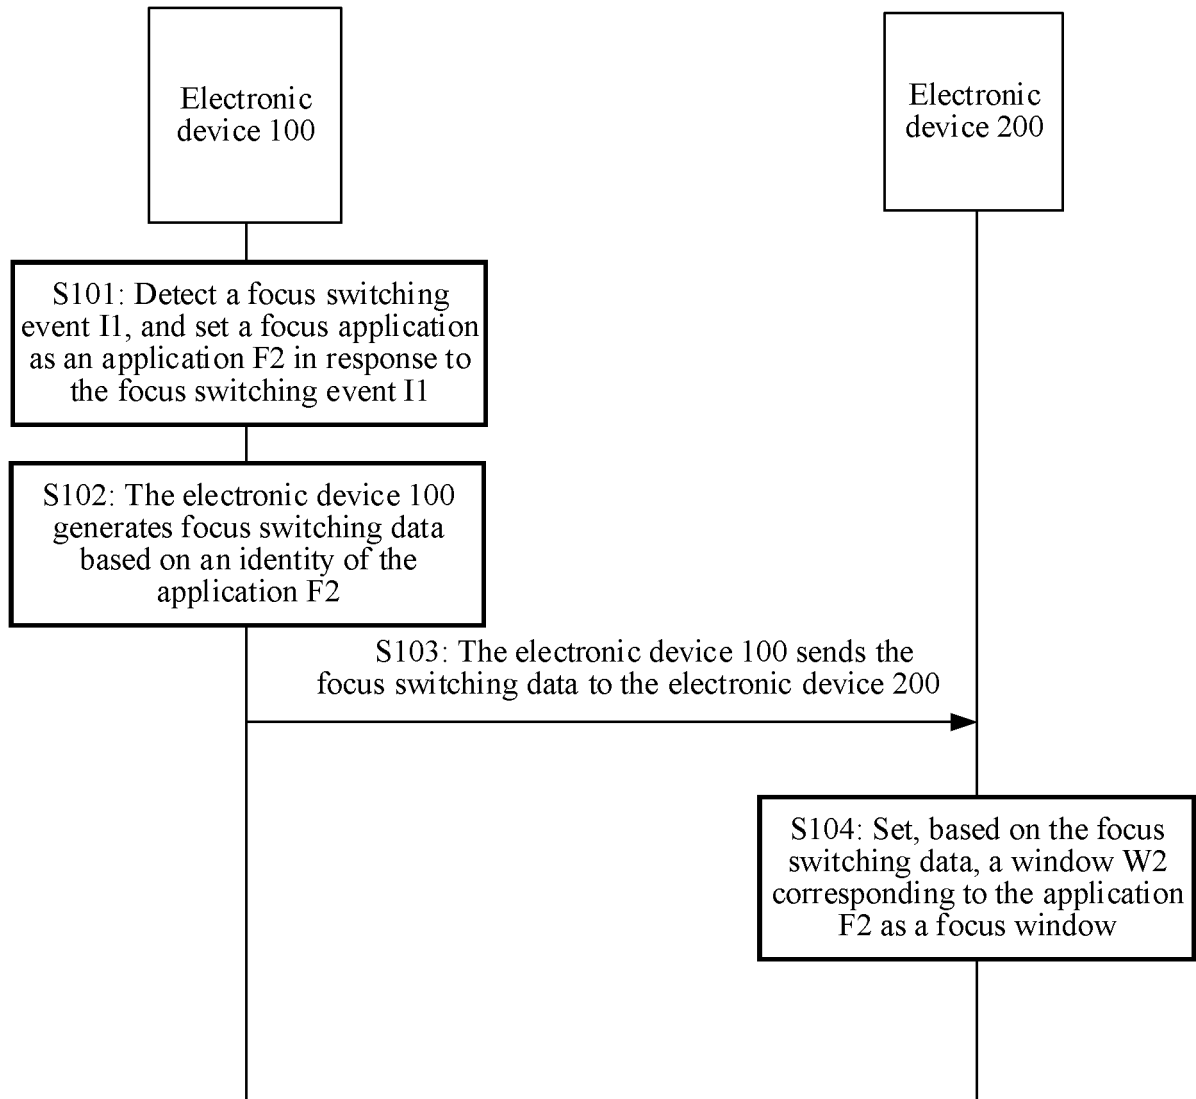 Electronic
device 100
Electronic
device 200
S101: Detect a focus switching
event I1, and set a focus application
as an application F2 in response to
the focus switching event I1
S102: The electronic device 100
generates focus switching data
based on an identity of the
application F2
S103: The electronic device 100 sends the
focus switching data to the electronic device 200
S104: Set, based on the focus
switching data, a window W2
corresponding to the application
F2 as a focus window